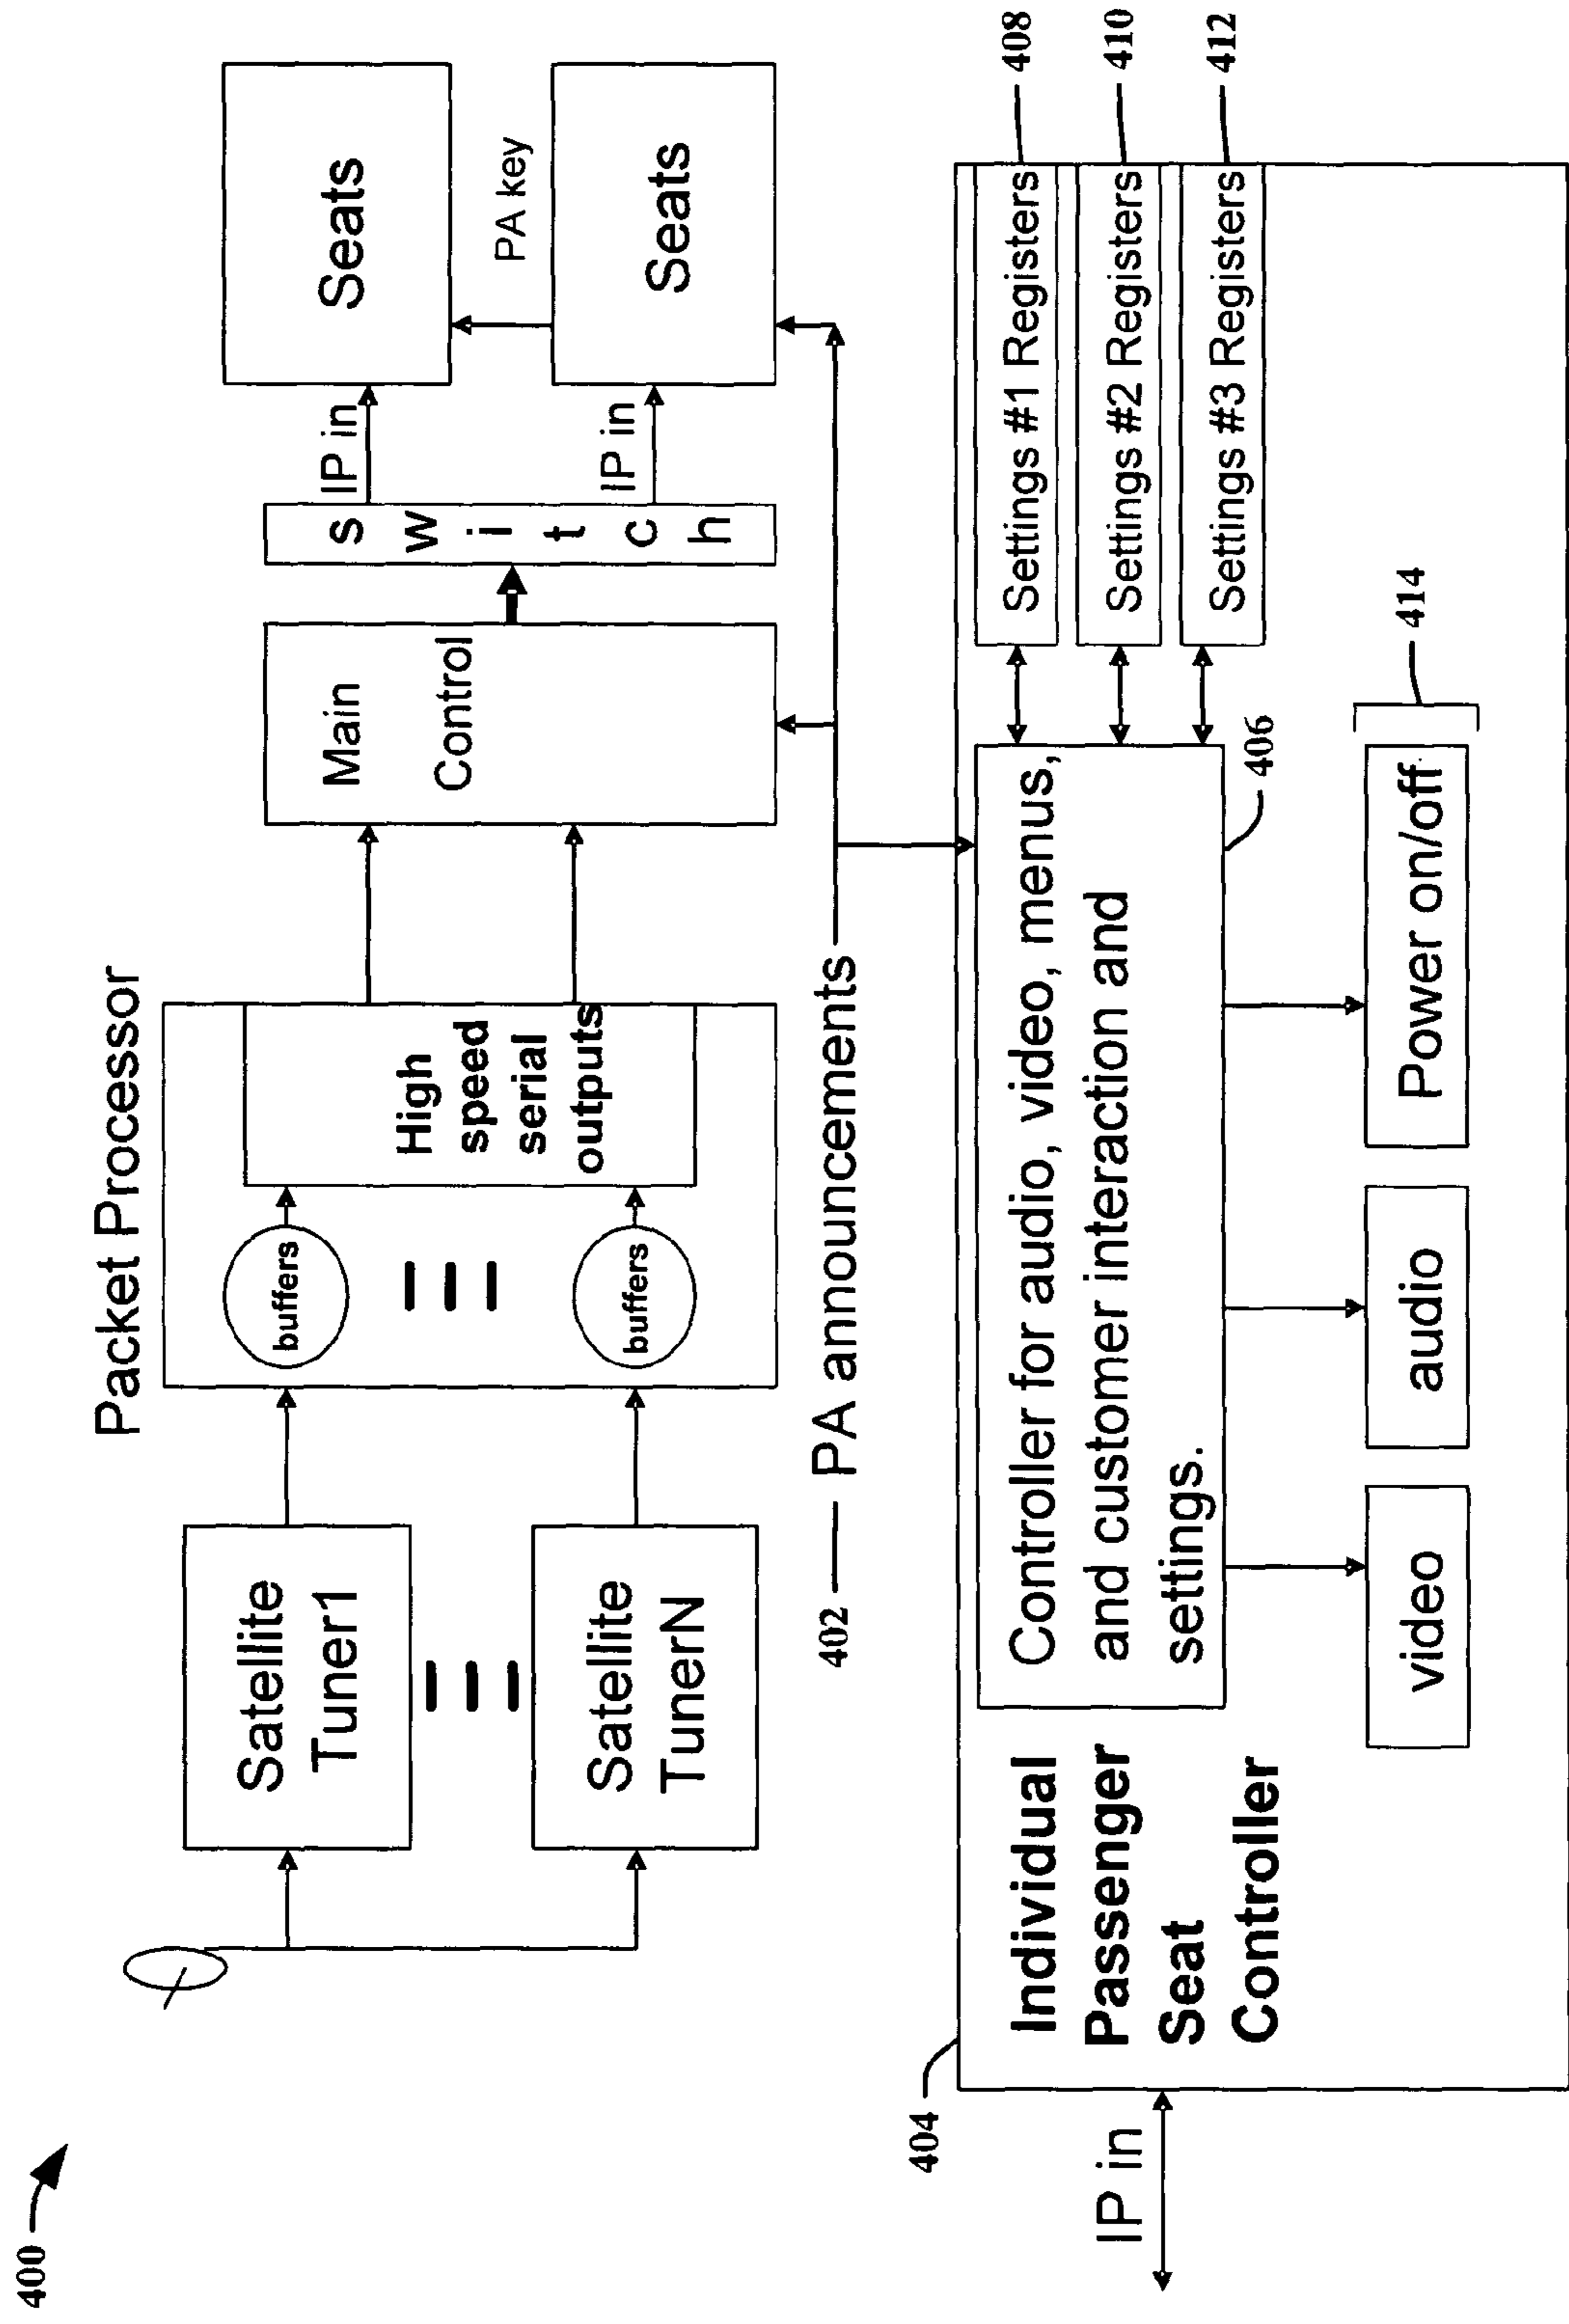 400
Packet Processor
Satellite
Tuner1
Satellite
TunerN
buffers
buffers
High
speed
serial
outputs
Main
Control
s
w
i
t
c
h
IP in
IP in
Seats
PA key
Seats
402
PA announcements
404
IP in
Individual
Passenger
Seat
Controller
Controller for audio, video, menus,
and customer interaction and
settings.
406
Settings #1 Registers
408
Settings #2 Registers
410
Settings #3 Registers
412
video
audio
Power on/off
414